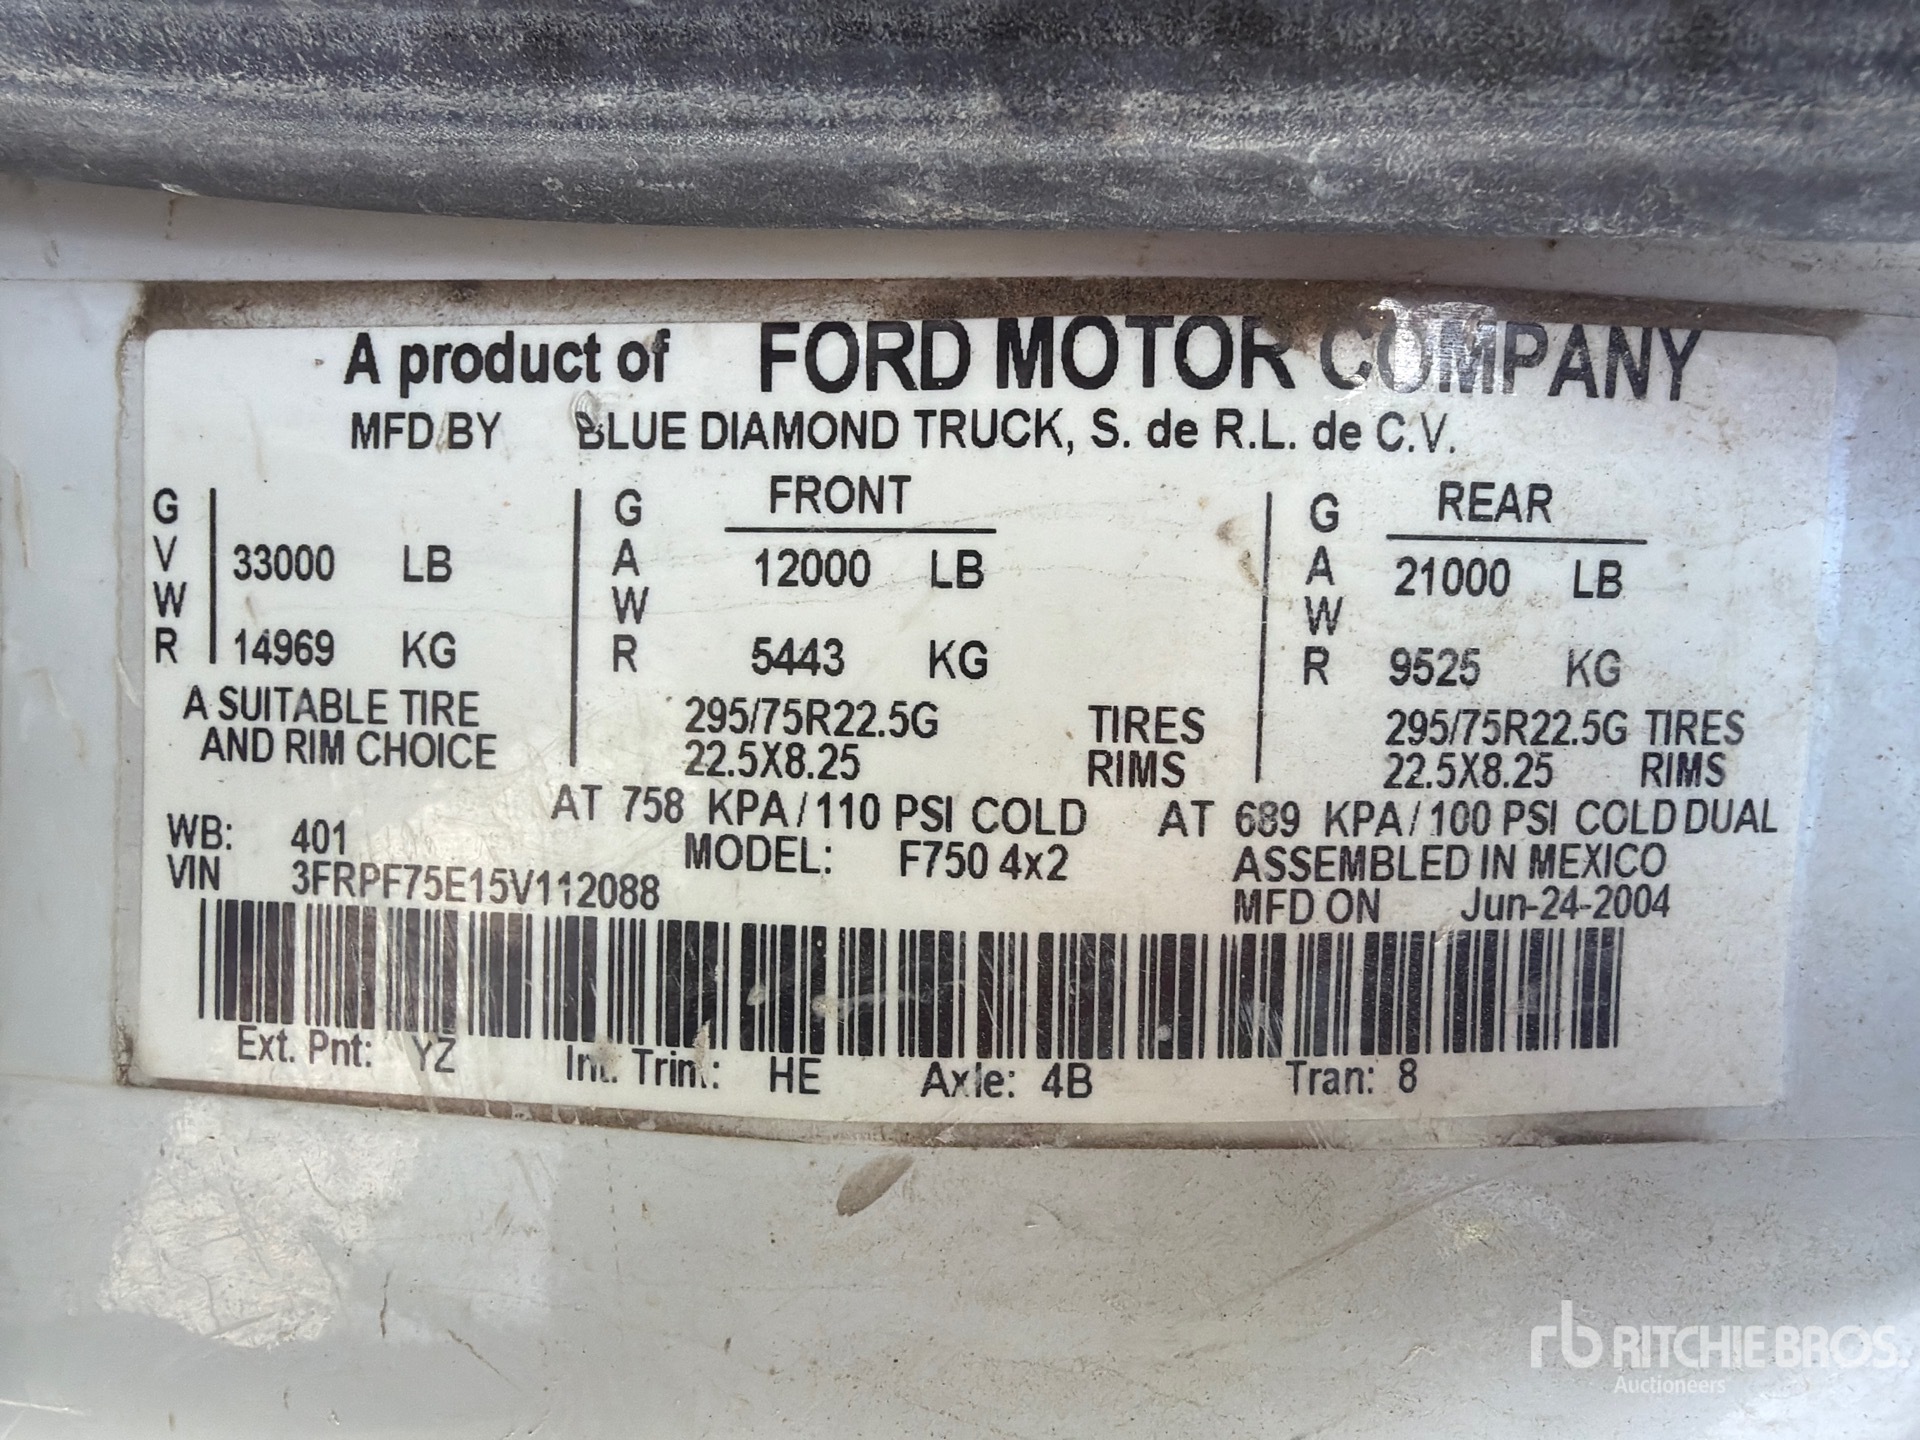 A product of FORD MOTOR COMPANY
MFD BY BLUE DIAMOND TRUCK, S. de R.L. de C.V.
GVWR 33000 LB
14969 KG
A SUITABLE TIRE
AND RIM CHOICE
GAWR FRONT
12000 LB
5443 KG
295/75R22.5G TIRES
22.5X8.25 RIMS
AT 758 KPA/110 PSI COLD
GAWR REAR
21000 LB
9525 KG
295/75R22.5G TIRES
22.5X8.25 RIMS
AT 689 KPA/100 PSI COLD DUAL
WB: 401
MODEL: F750 4x2
ASSEMBLED IN MEXICO
VIN 3FRPF75E15V112088
MFD ON Jun-24-2004
Ext. Pnt: YZ Int. Trim: HE Axle: 4B Tran: 8
rb RITCHIE BROS.
Auctioneers